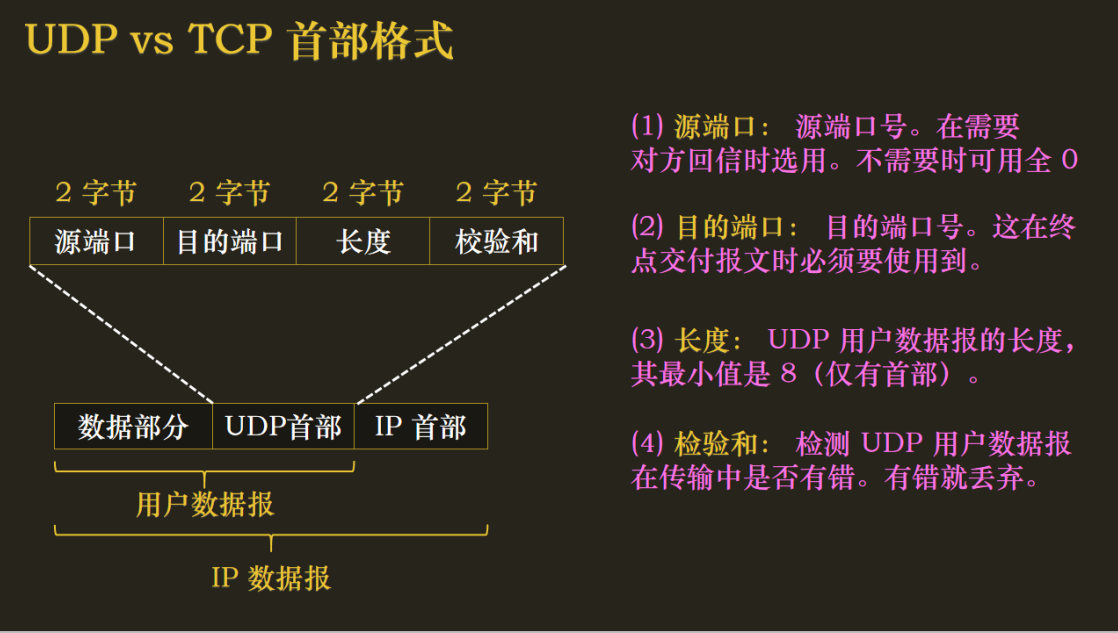 UDP vs TCP 首部格式
2 字节 2 字节 2 字节 2 字节
源端口 目的端口 长度 校验和
数据部分 UDP首部 IP 首部
用户数据报
IP 数据报
(1) 源端口： 源端口号。在需要
对方回信时选用。不需要时可用全 0
(2) 目的端口： 目的端口号。这在终
点交付报文时必须要使用到。
(3) 长度： UDP 用户数据报的长度，
其最小值是 8（仅有首部）。
(4) 检验和： 检测 UDP 用户数据报
在传输中是否有错。有错就丢弃。